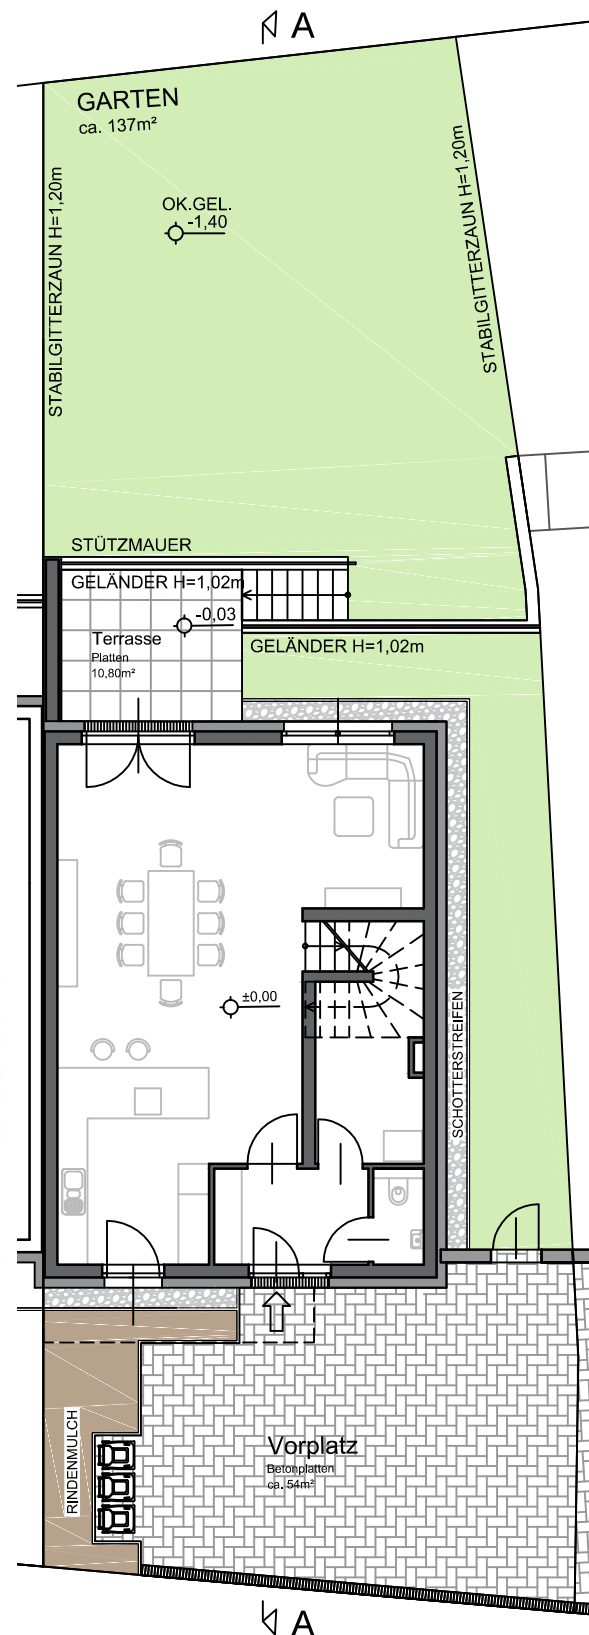 A
GARTEN
ca. 137m²
STABILGITTERZAUN H=1,20m
STABILGITTERZAUN H=1,20m
OK.GEL.
-1,40
STÜTZMAUER
GELÄNDER H=1,02m
-0,03
Terrasse
Platten
10,80m²
GELÄNDER H=1,02m
±0,00
SCHOTTERSTREIFEN
RINDENMULCH
Vorplatz
Betonplatten
ca. 54m²
A